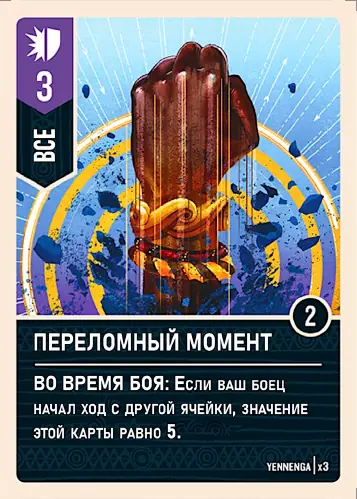 3
ВСЕ
2
ПЕРЕЛОМНЫЙ МОМЕНТ
ВО ВРЕМЯ БОЯ: Если ваш боец
начал ход с другой ячейки, значение
этой карты равно 5.
YENNENGA | x3